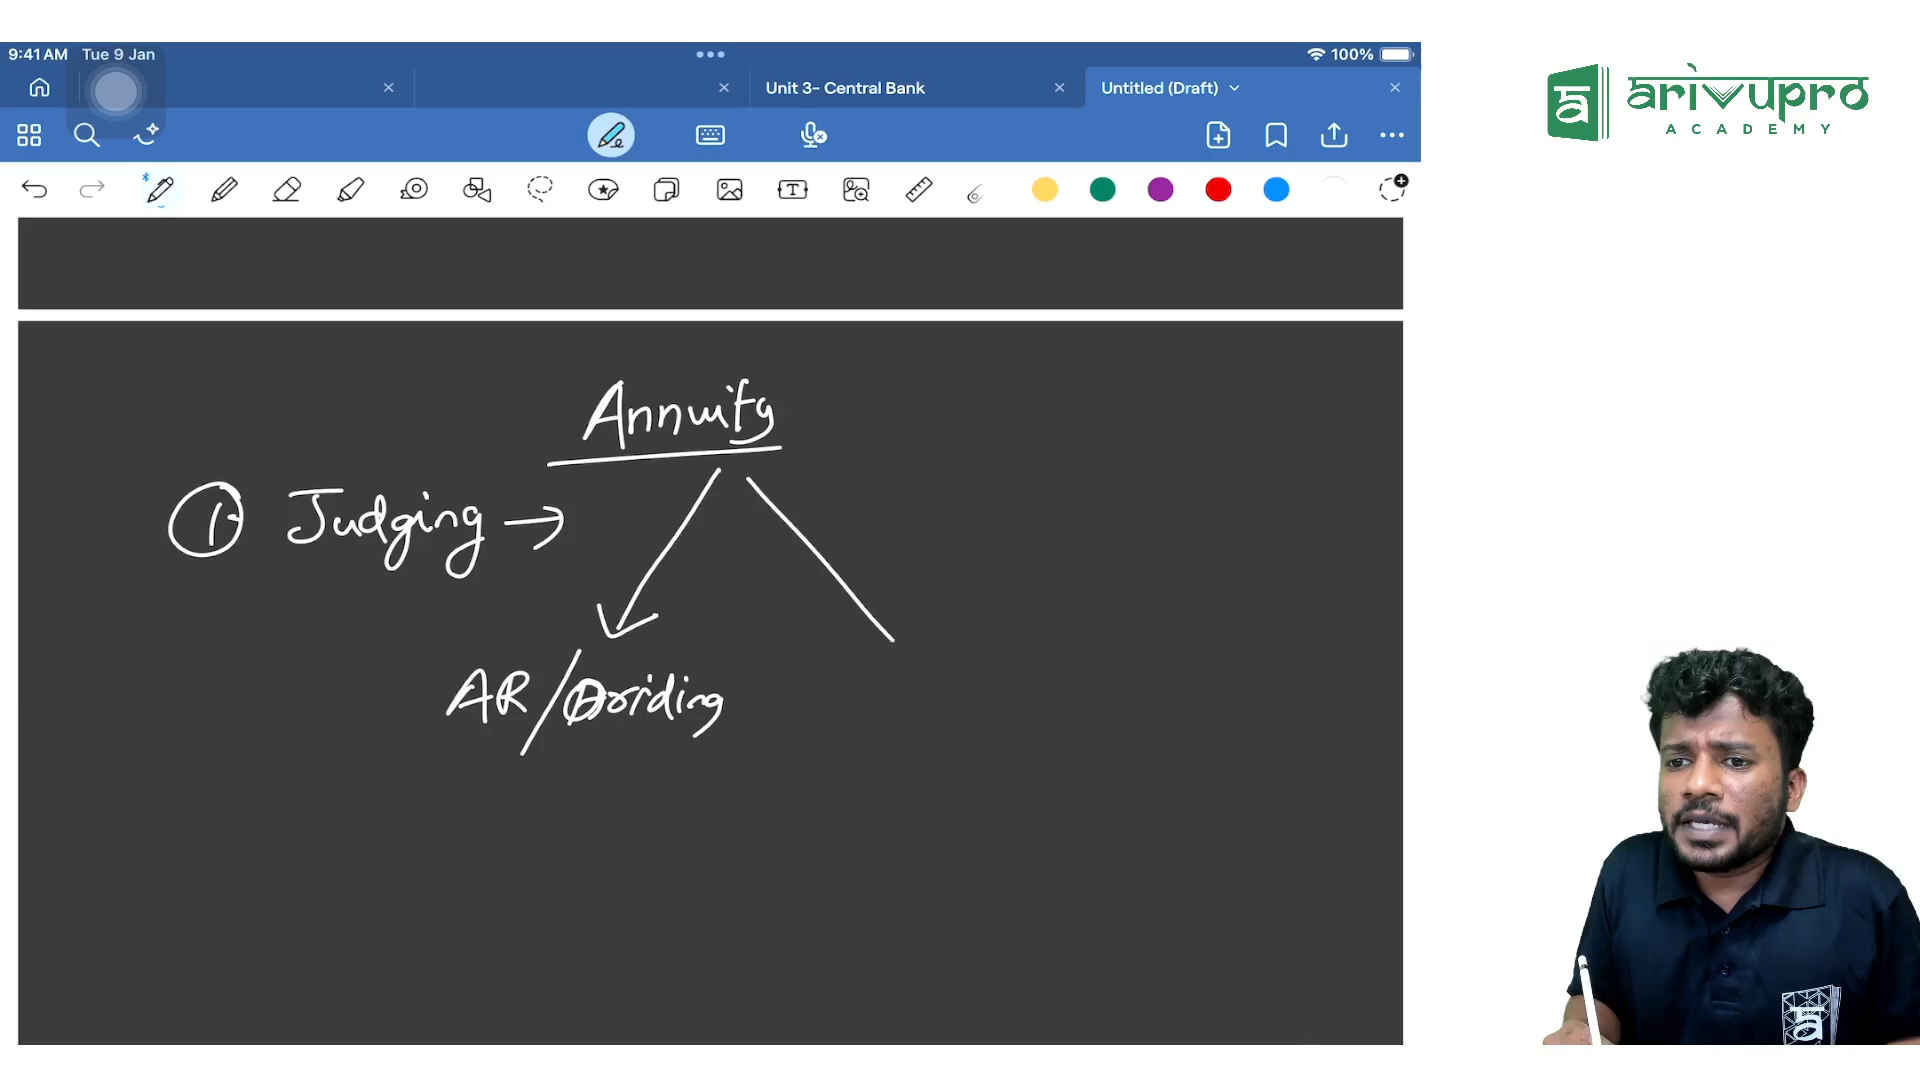 9:41 AM Tue 9 Jan
100%
Unit 3- Central Bank
Untitled (Draft)
arivupro
ACADEMY
Annuity
1 Judging →
AR/